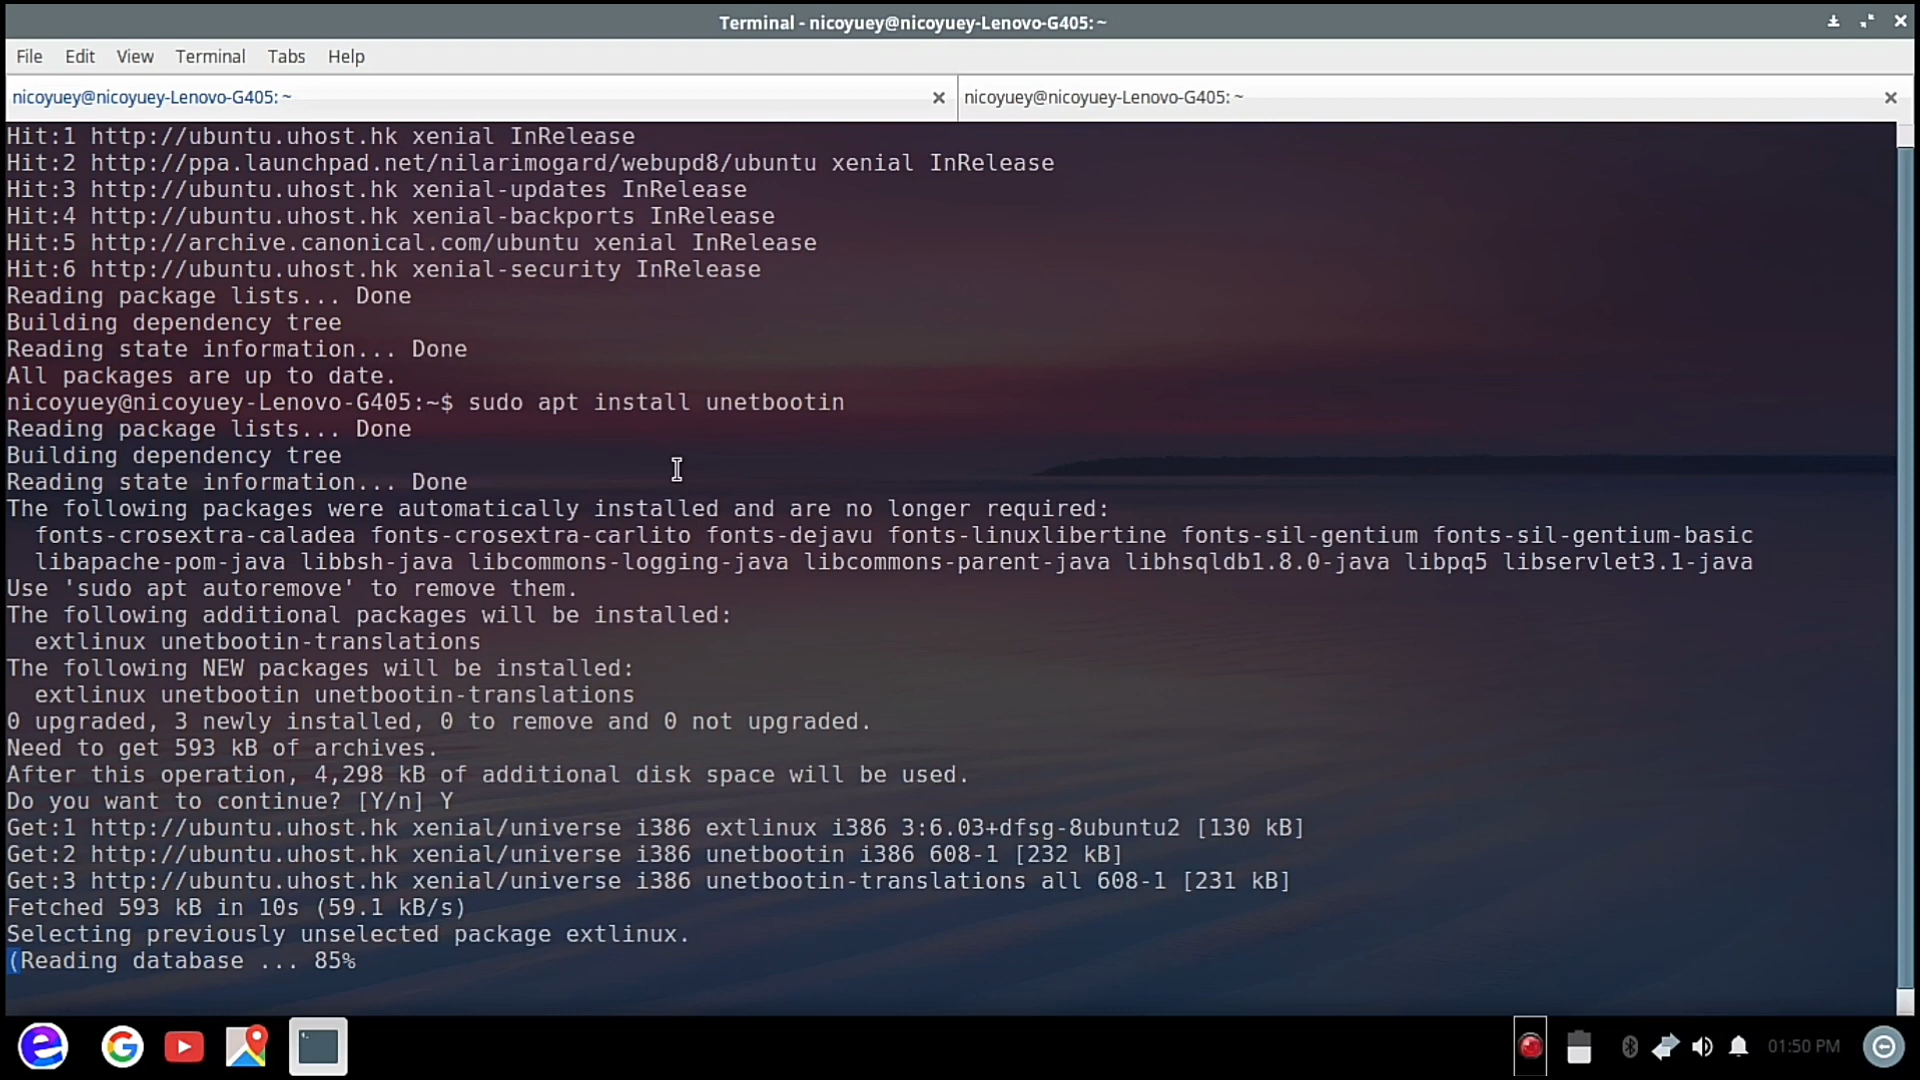 Terminal - nicoyuey@nicoyuey-Lenovo-G405: ~
File Edit View Terminal Tabs Help
nicoyuey@nicoyuey-Lenovo-G405: ~ nicoyuey@nicoyuey-Lenovo-G405: ~
Hit:1 http://ubuntu.uhost.hk xenial InRelease
Hit:2 http://ppa.launchpad.net/nilarimogard/webupd8/ubuntu xenial InRelease
Hit:3 http://ubuntu.uhost.hk xenial-updates InRelease
Hit:4 http://ubuntu.uhost.hk xenial-backports InRelease
Hit:5 http://archive.canonical.com/ubuntu xenial InRelease
Hit:6 http://ubuntu.uhost.hk xenial-security InRelease
Reading package lists... Done
Building dependency tree
Reading state information... Done
All packages are up to date.
nicoyuey@nicoyuey-Lenovo-G405:~$ sudo apt install unetbootin
Reading package lists... Done
Building dependency tree
Reading state information... Done
The following packages were automatically installed and are no longer required:
  fonts-crosextra-caladea fonts-crosextra-carlito fonts-dejavu fonts-linuxlibertine fonts-sil-gentium fonts-sil-gentium-basic
  libapache-pom-java libbsh-java libcommons-logging-java libcommons-parent-java libhsqldb1.8.0-java libpq5 libservlet3.1-java
Use 'sudo apt autoremove' to remove them.
The following additional packages will be installed:
  extlinux unetbootin-translations
The following NEW packages will be installed:
  extlinux unetbootin unetbootin-translations
0 upgraded, 3 newly installed, 0 to remove and 0 not upgraded.
Need to get 593 kB of archives.
After this operation, 4,298 kB of additional disk space will be used.
Do you want to continue? [Y/n] Y
Get:1 http://ubuntu.uhost.hk xenial/universe i386 extlinux i386 3:6.03+dfsg-8ubuntu2 [130 kB]
Get:2 http://ubuntu.uhost.hk xenial/universe i386 unetbootin i386 608-1 [232 kB]
Get:3 http://ubuntu.uhost.hk xenial/universe i386 unetbootin-translations all 608-1 [231 kB]
Fetched 593 kB in 10s (59.1 kB/s)
Selecting previously unselected package extlinux.
(Reading database ... 85%
01:50 PM